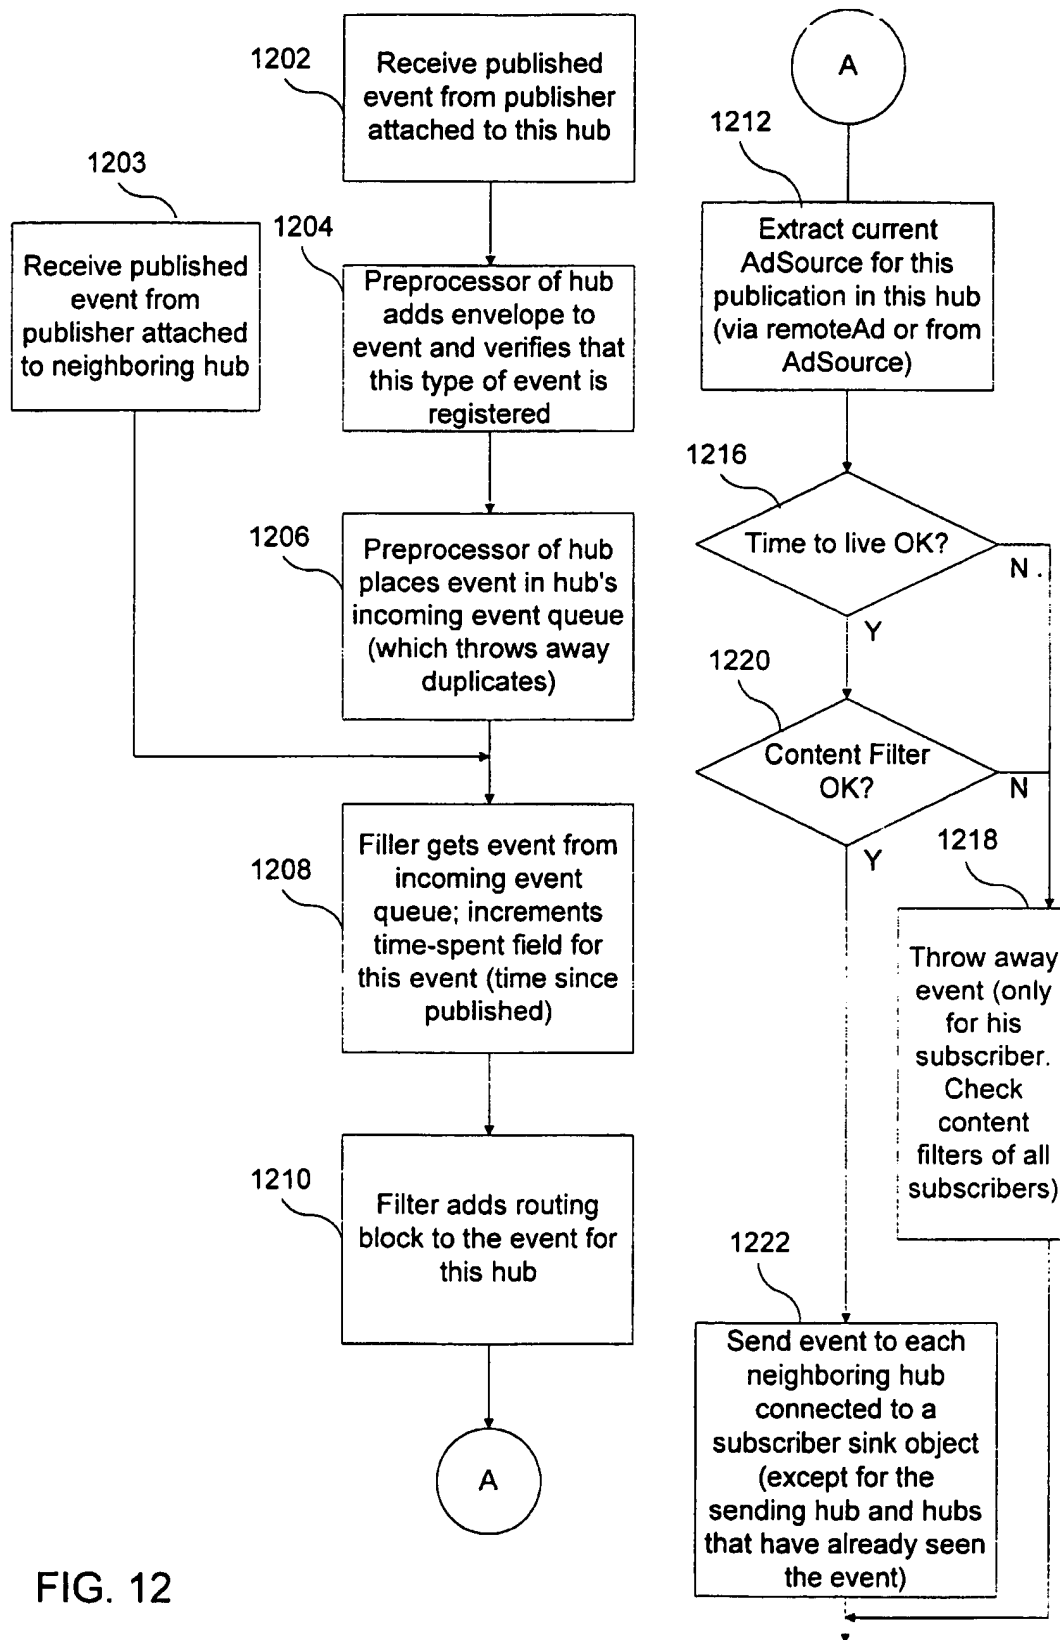 1202
Receive published
event from publisher
attached to this hub
1203
Receive published
event from
publisher attached
to neighboring hub
1204
Preprocessor of hub
adds envelope to
event and verifies that
this type of event is
registered
1206
Preprocessor of hub
places event in hub's
incoming event queue
(which throws away
duplicates)
1208
Filler gets event from
incoming event
queue; increments
time-spent field for
this event (time since
published)
1210
Filter adds routing
block to the event for
this hub
A
FIG. 12
A
1212
Extract current
AdSource for this
publication in this hub
(via remoteAd or from
AdSource)
1216
Time to live OK?
N .
Y
1220
Content Filter
OK?
N
Y
1218
Throw away
event (only
for his
subscriber.
Check
content
filters of all
subscribers)
1222
Send event to each
neighboring hub
connected to a
subscriber sink object
(except for the
sending hub and hubs
that have already seen
the event)